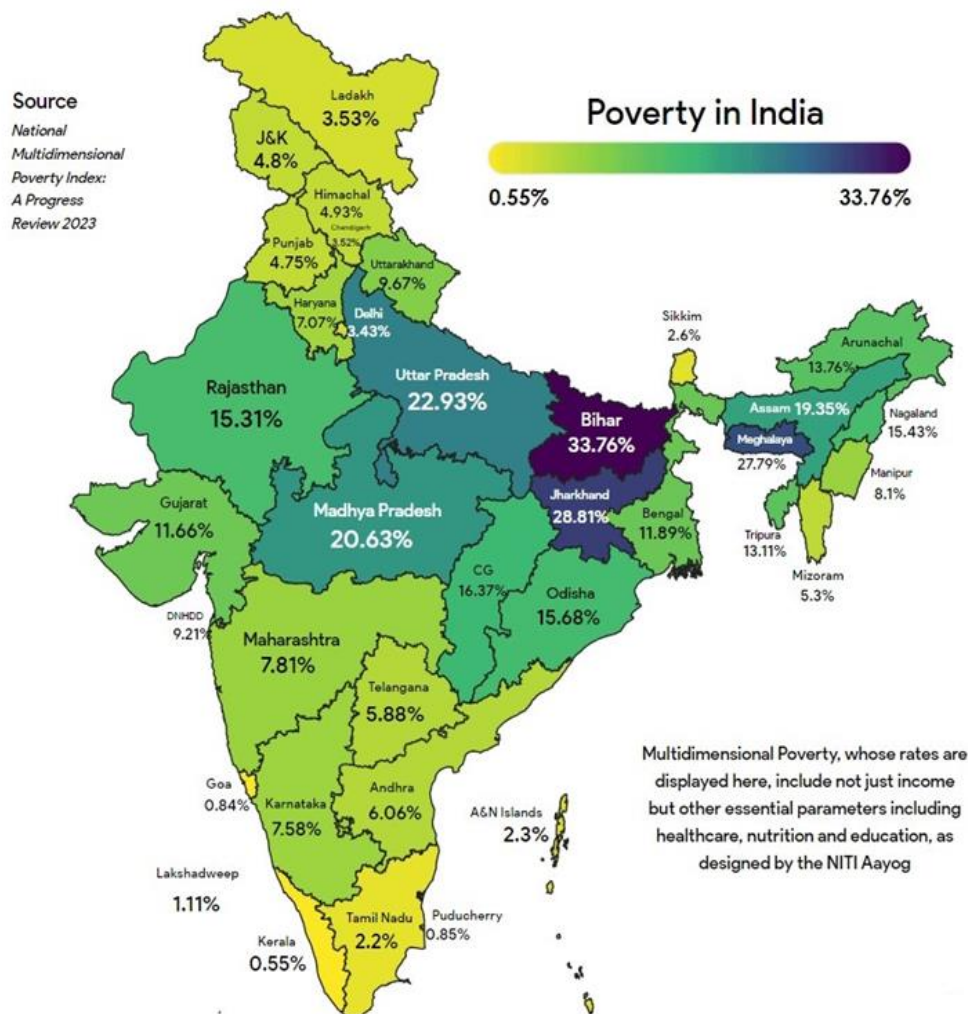 Source
National
Multidimensional
Poverty Index:
A Progress
Review 2023
Poverty in India
0.55%
33.76%
Ladakh
3.53%
J&K
4.8%
Himachal
4.93%
Chandigarh
3.52%
Punjab
4.75%
Uttarakhand
9.67%
Haryana
7.07%
Delhi
3.43%
Sikkim
2.6%
Arunachal
13.76%
Rajasthan
15.31%
Uttar Pradesh
22.93%
Bihar
33.76%
Assam 19.35%
Nagaland
15.43%
Meghalaya
27.79%
Manipur
8.1%
Gujarat
11.66%
Madhya Pradesh
20.63%
Jharkhand
28.81%
Bengal
11.89%
Tripura
13.11%
Mizoram
5.3%
CG
16.37%
Odisha
15.68%
DNHDD
9.21%
Maharashtra
7.81%
Telangana
5.88%
Multidimensional Poverty, whose rates are
displayed here, include not just income
but other essential parameters including
healthcare, nutrition and education, as
designed by the NITI Aayog
Goa
0.84%
Karnataka
7.58%
Andhra
6.06%
A&N Islands
2.3%
Lakshadweep
1.11%
Tamil Nadu
2.2%
Puducherry
0.85%
Kerala
0.55%